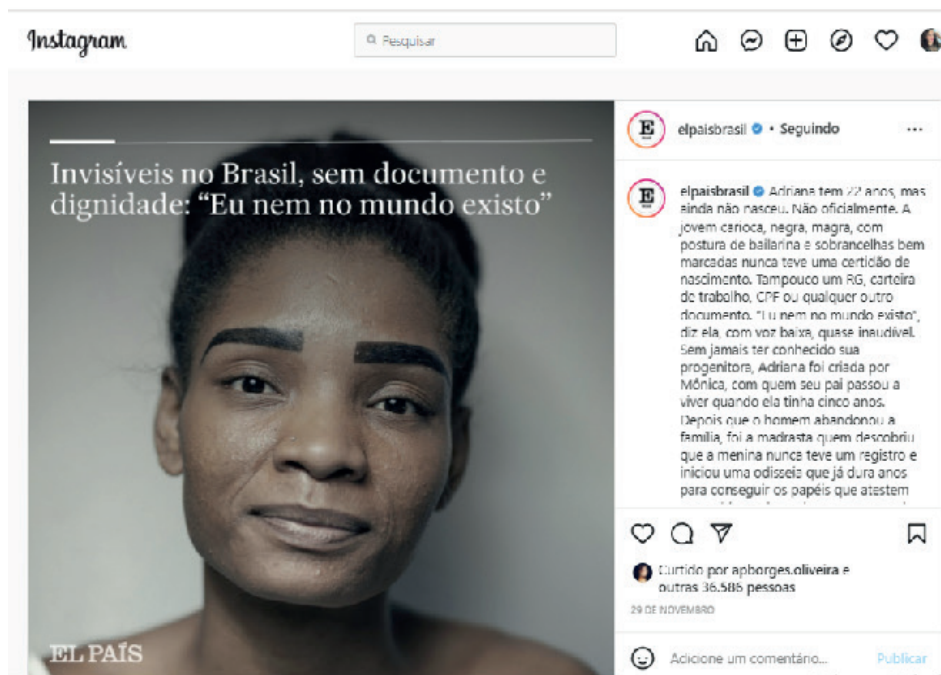 Instagram
Pesquisar
Invisíveis no Brasil, sem documento e
dignidade: “Eu nem no mundo existo”
EL PAÍS
elpaisbrasil • Seguindo
elpaisbrasil Adriana tem 22 anos, mas
ainda não nasceu. Não oficialmente. A
jovem carioca, negra, magra, com
postura de bailarina e sobrancelhas bem
marcadas nunca teve uma certidão de
nascimento. Tampouco um RG, carteira
de trabalho, CPF ou qualquer outro
documento. "Eu nem no mundo existo",
diz ela, com voz baixa, quase inaudível.
Sem jamais ter conhecido sua
progenitora, Adriana foi criada por
Mônica, com quem seu pai passou a
viver quando ela tinha cinco anos.
Depois que o homem abandonou a
família, foi a madrasta quem descobriu
que a menina nunca teve um registro e
iniciou uma odisseia que já dura anos
para conseguir os papéis que atestem
Curtido por apborges.oliveira e
outras 36.586 pessoas
29 DE NOVEMBRO
Adicione um comentário...
Publicar